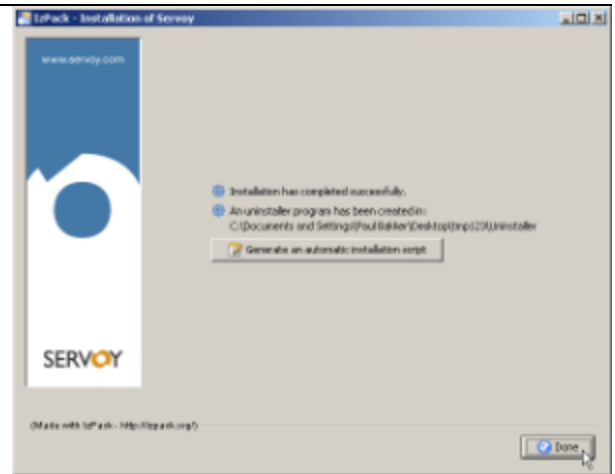 IzPack - Installation of Servoy
www.servoy.com
Installation has completed successfully.
An uninstaller program has been created in:
C:\Documents and Settings\Paul Bakker\Desktop\tmp123\Uninstaller
Generate an automatic installation script
SERVOY
(Made with IzPack - http://izpack.org/)
Done